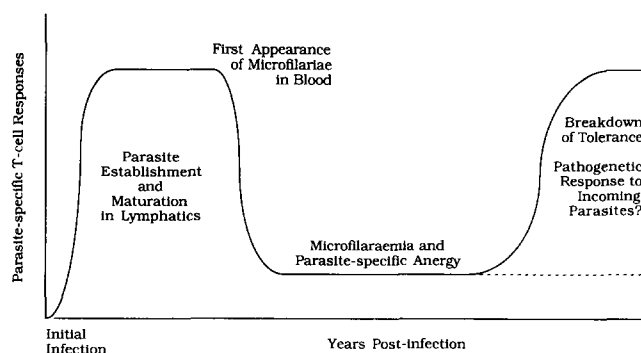 Parasite-specific T-cell Responses
First Appearance
of Microfilariae
in Blood
Parasite
Establishment
and
Maturation
in Lymphatics
Microfilaraemia and
Parasite-specific Anergy
Breakdown
of Tolerance
Pathogenetic
Response to
Incoming
Parasites?
Initial
Infection
Years Post-infection